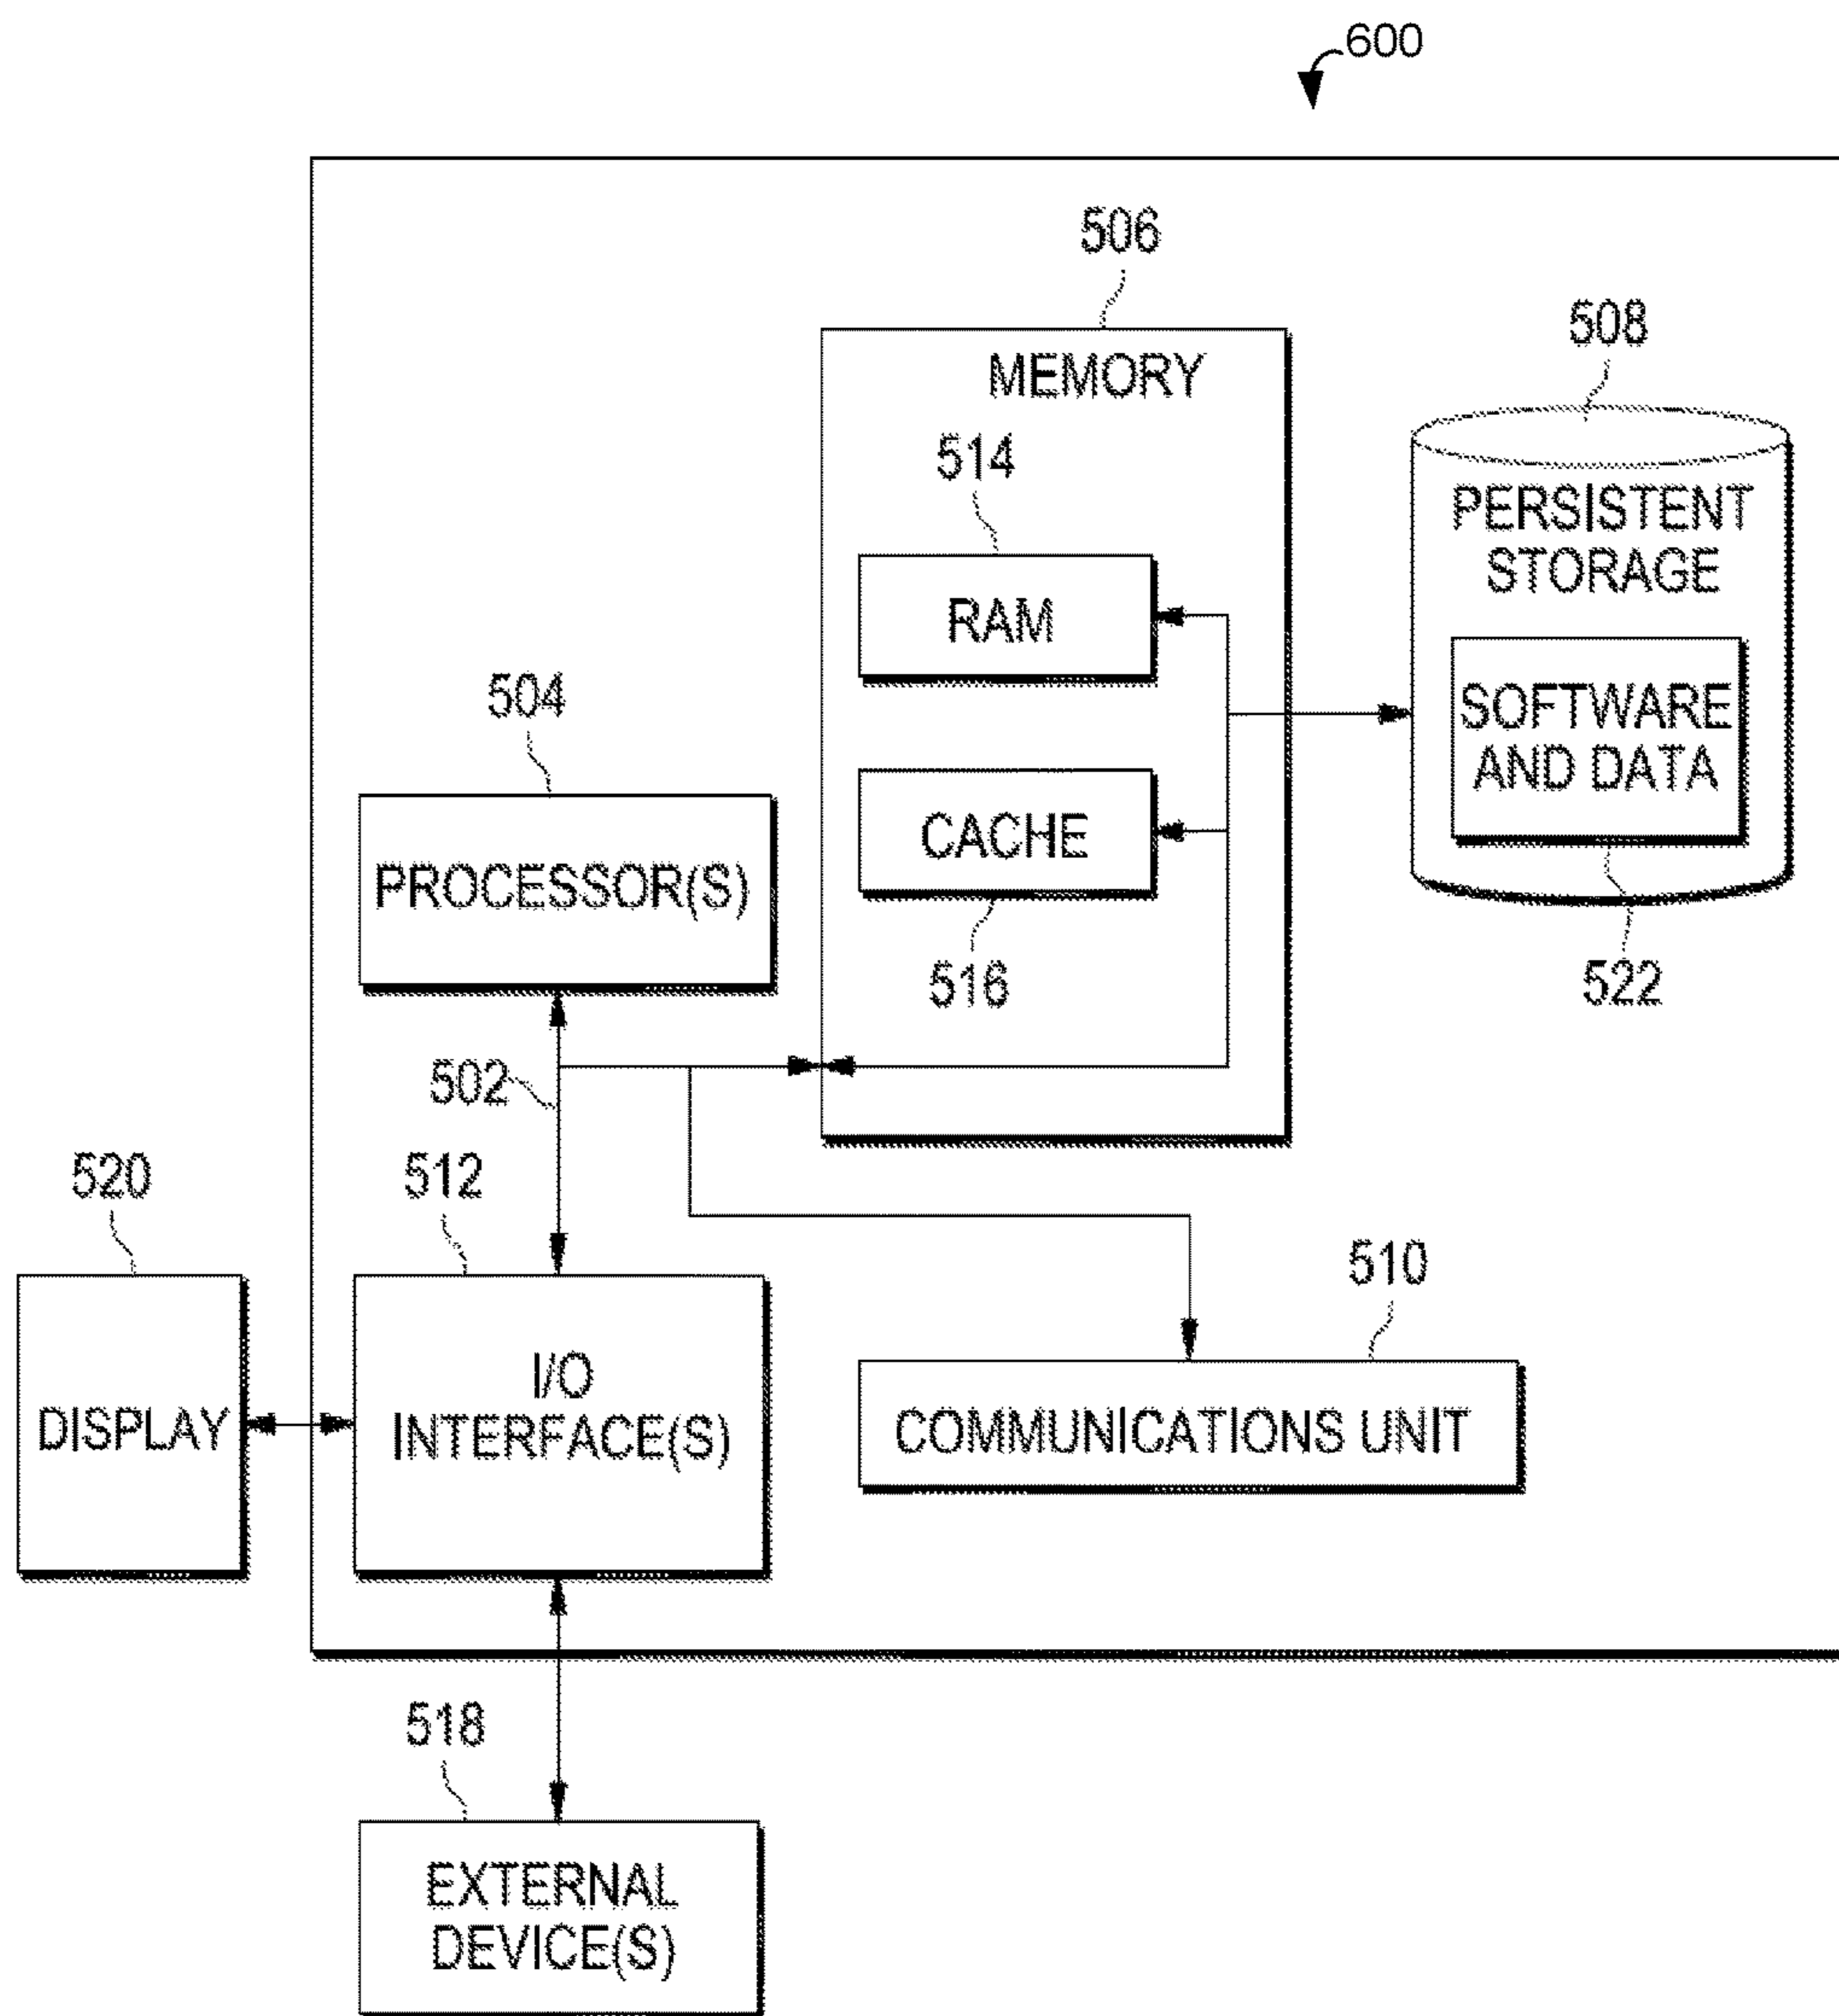 600
506
MEMORY
508
514
PERSISTENT
STORAGE
RAM
SOFTWARE
AND DATA
504
CACHE
PROCESSOR(S)
516
522
502
520
512
510
I/O
INTERFACE(S)
DISPLAY
COMMUNICATIONS UNIT
518
EXTERNAL
DEVICE(S)